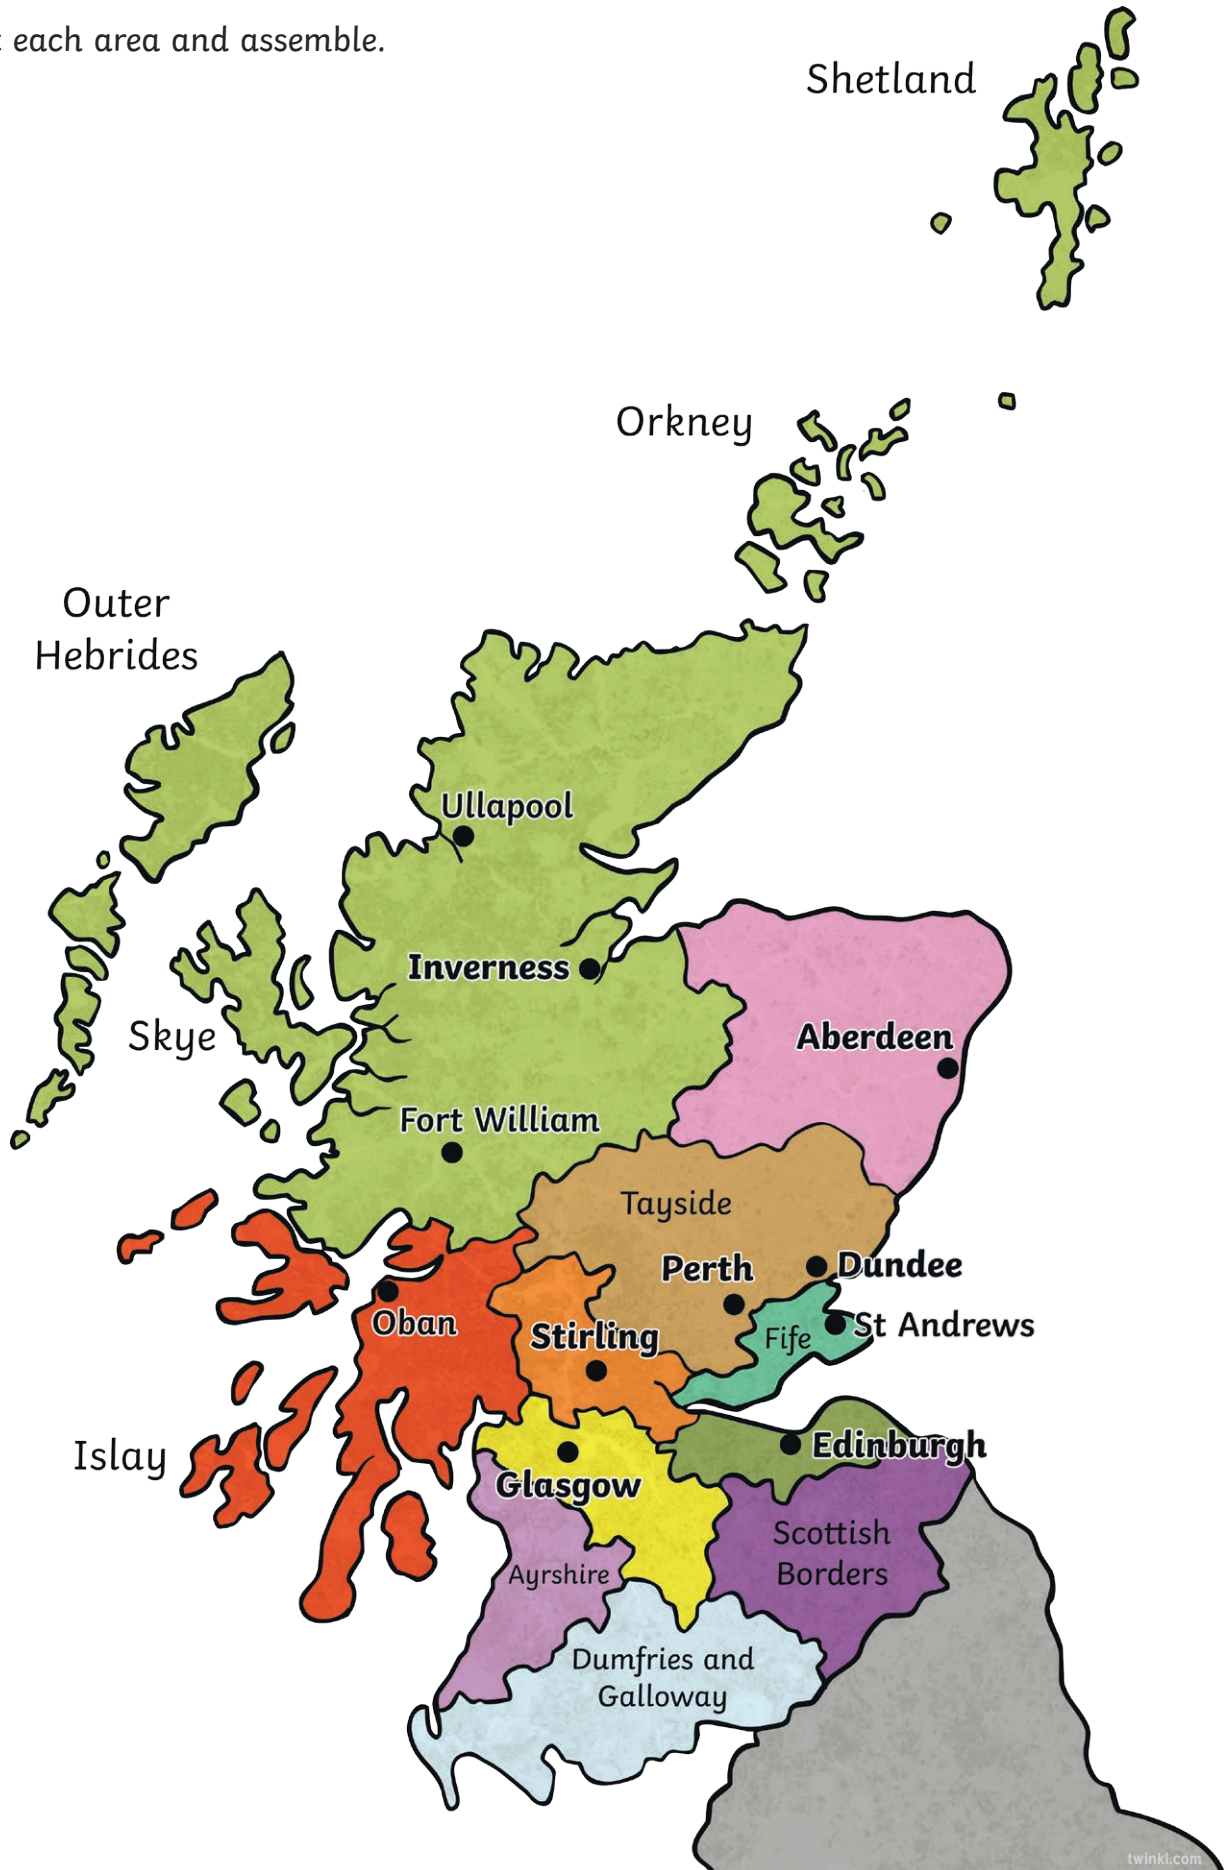 each area and assemble.
Shetland
Orkney
Outer
Hebrides
Ullapool
Inverness
Skye
Aberdeen
Fort William
Tayside
Perth
Dundee
Oban
Stirling
Fife
St Andrews
Islay
Edinburgh
Glasgow
Scottish
Borders
Ayrshire
Dumfries and
Galloway
twinkl.com